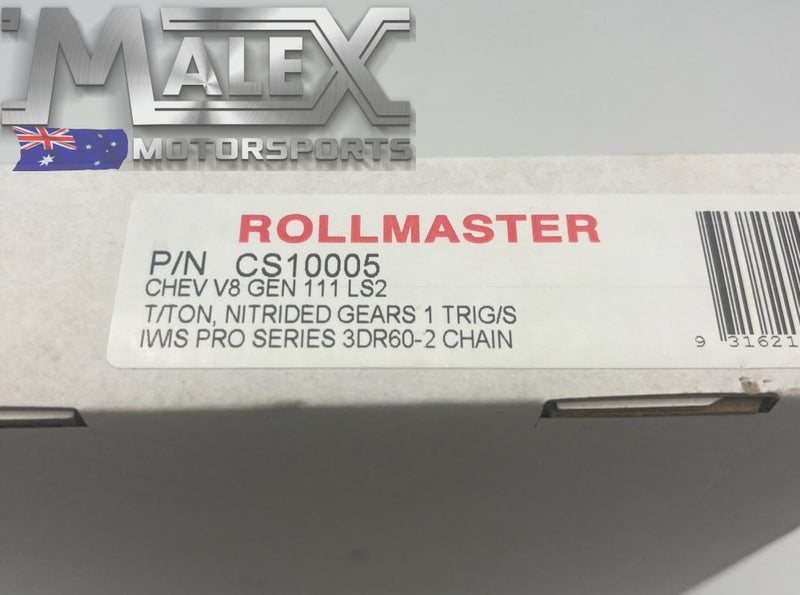 MALEX
MOTORSPORTS
ROLLMASTER
P/N CS10005
CHEV V8 GEN 111 LS2
T/TON, NITRIDED GEARS 1 TRIG/S
IWIS PRO SERIES 3DR60-2 CHAIN
9 31621